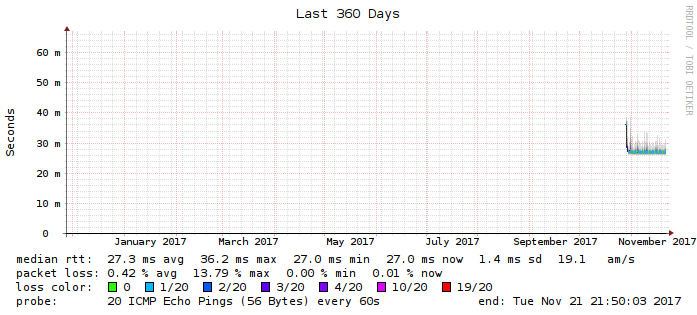 Last 360 Days
RRDTOOL / TOBI OETIKER
Seconds
60 m
50 m
40 m
30 m
20 m
10 m
0
January 2017 March 2017 May 2017 July 2017 September 2017 November 2017
median rtt: 27.3 ms avg 36.2 ms max 27.0 ms min 27.0 ms now 1.4 ms sd 19.1 am/s
packet loss: 0.42 % avg 13.79 % max 0.00 % min 0.01 % now
loss color: 0 1/20 2/20 3/20 4/20 10/20 19/20
probe: 20 ICMP Echo Pings (56 Bytes) every 60s end: Tue Nov 21 21:50:03 2017